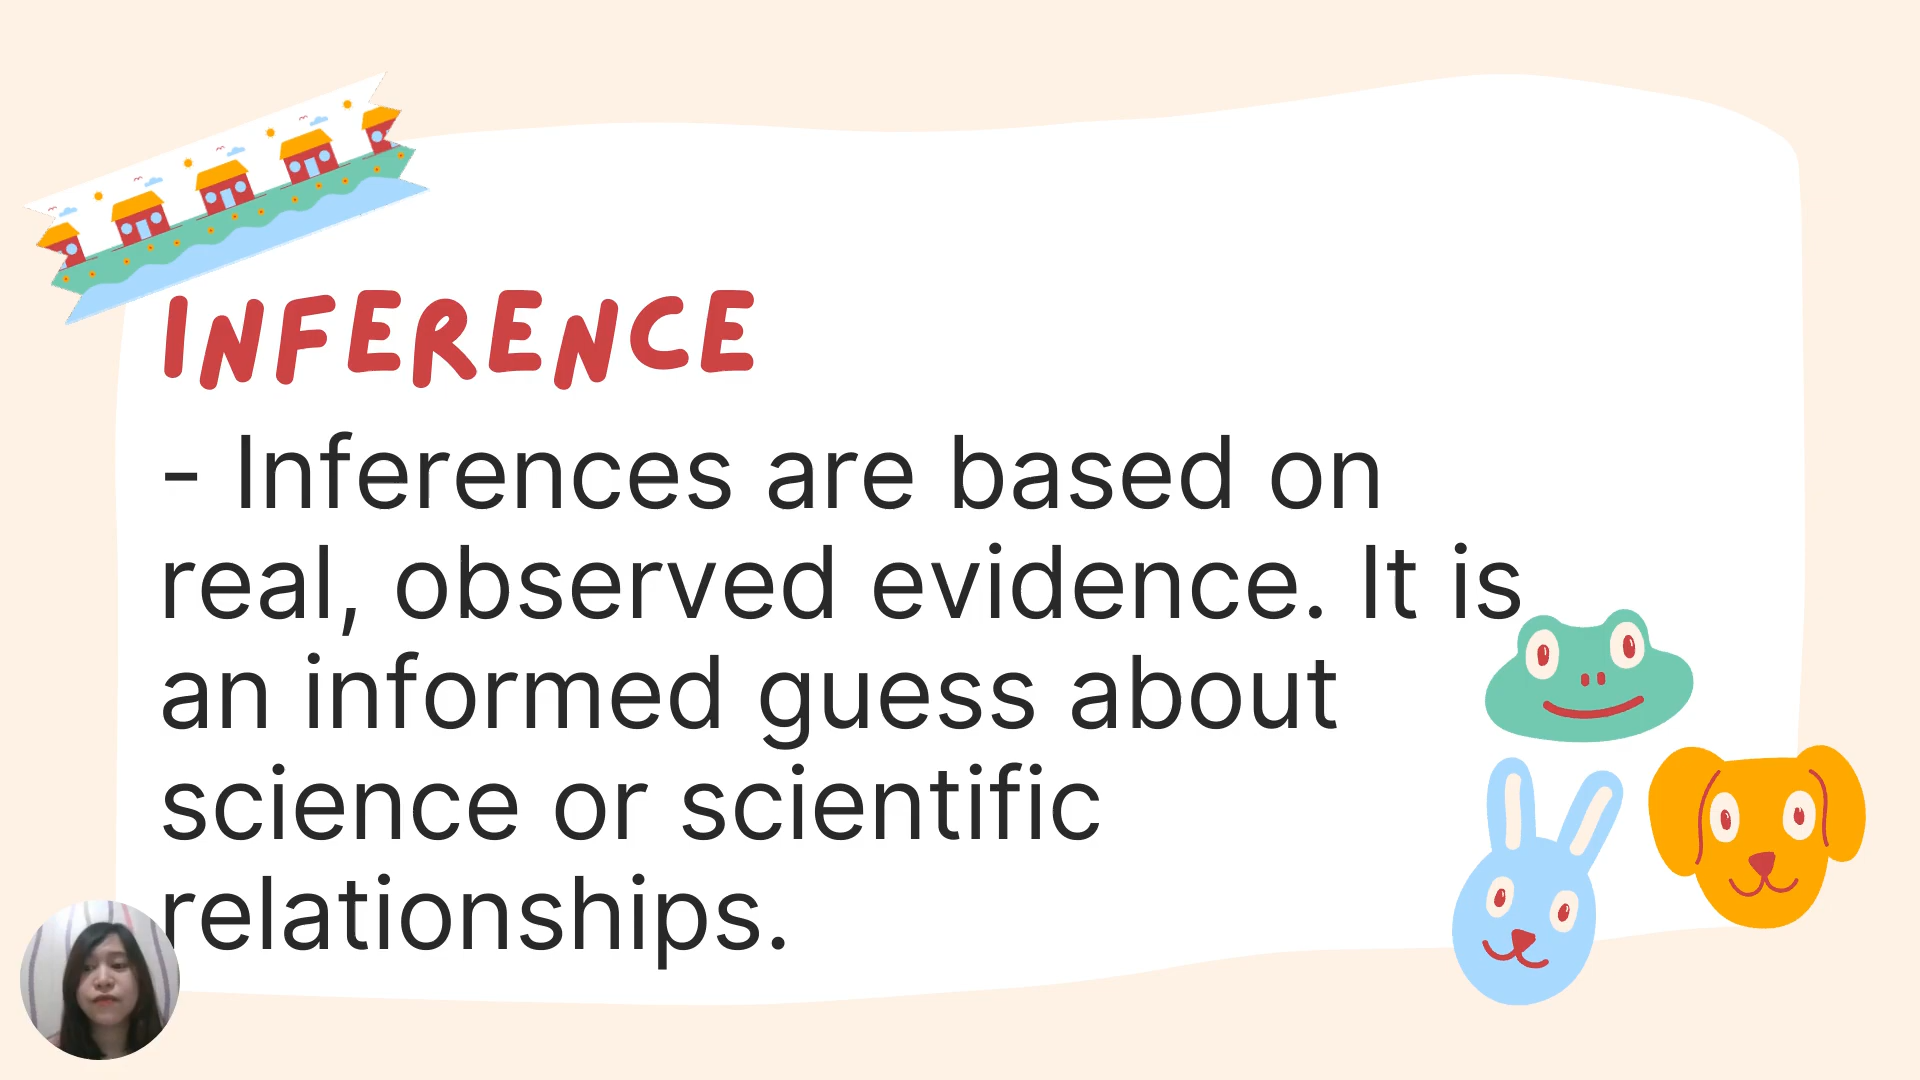 INFERENCE
- Inferences are based on
real, observed evidence. It is
an informed guess about
science or scientific
relationships.